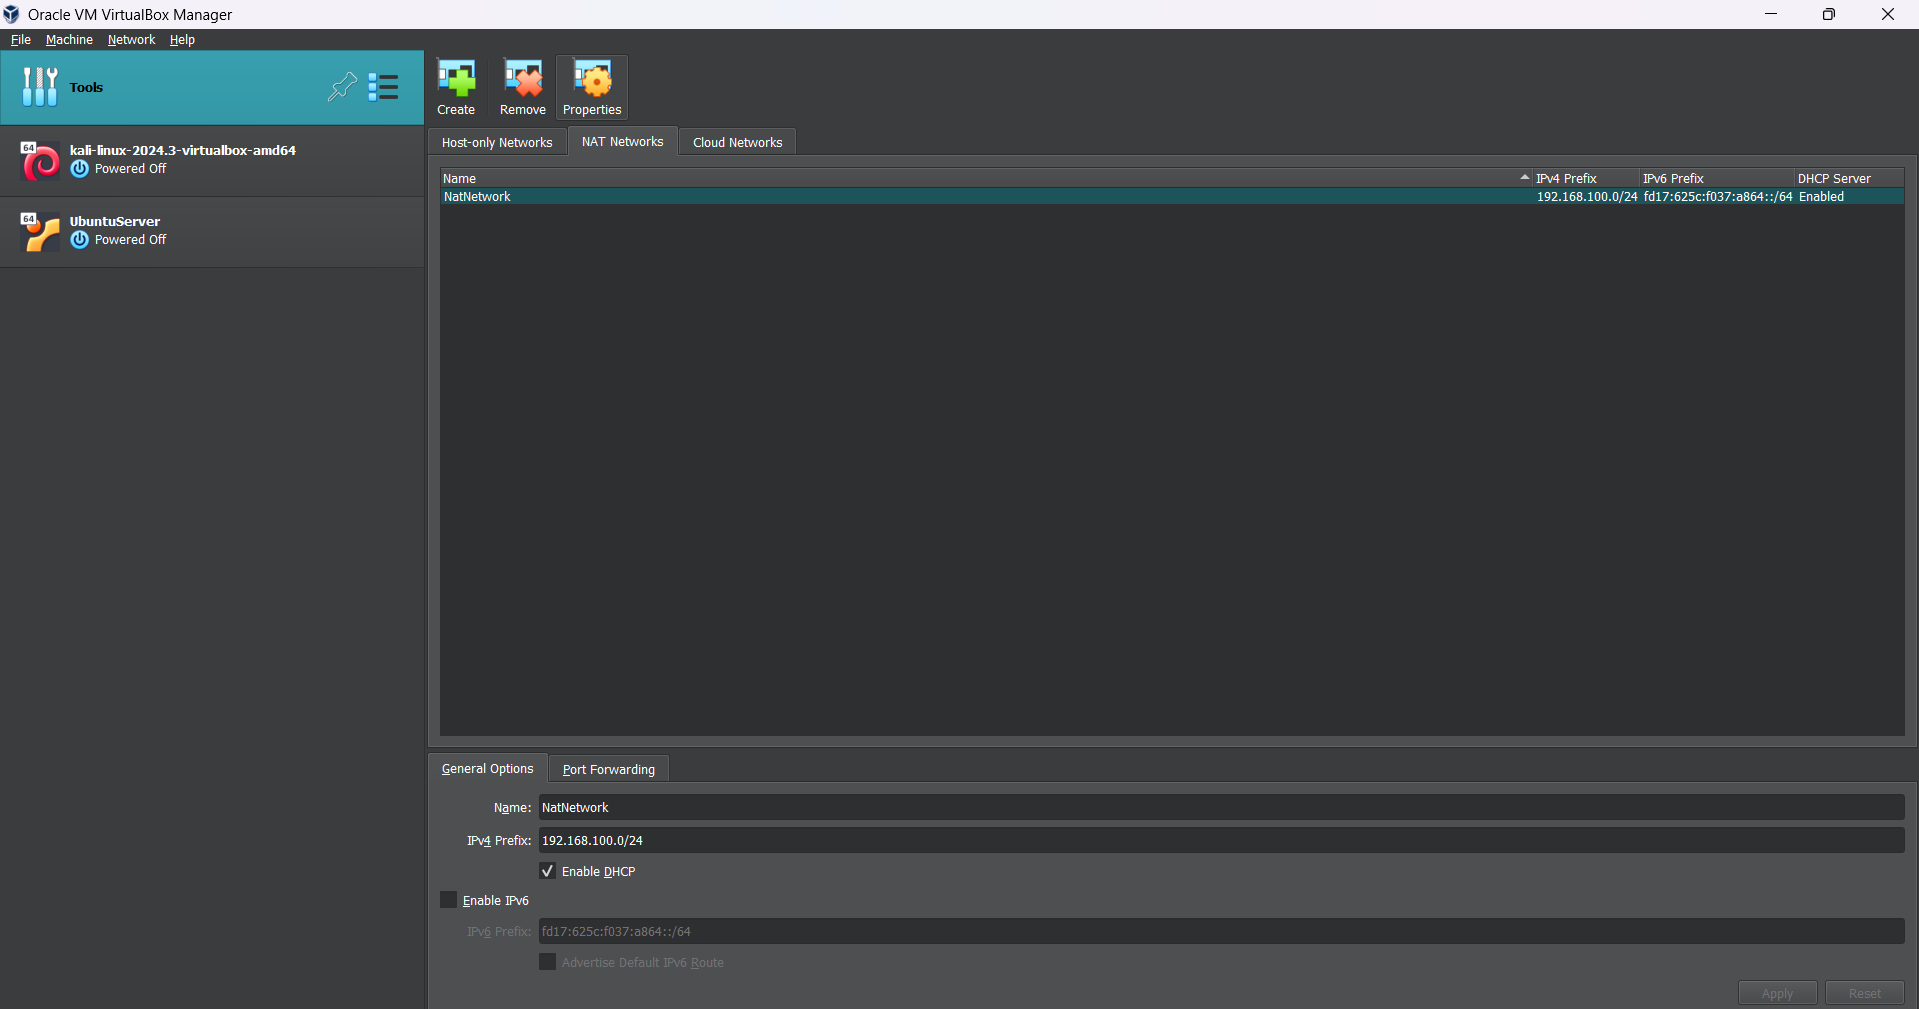 Oracle VM VirtualBox Manager
File Machine Network Help
Tools
64
kali-linux-2024.3-virtualbox-amd64
Powered Off
64
UbuntuServer
Powered Off
Create Remove Properties
Host-only Networks NAT Networks Cloud Networks
Name IPv4 Prefix IPv6 Prefix DHCP Server
NatNetwork 192.168.100.0/24 fd17:625c:f037:a864::/64 Enabled
General Options Port Forwarding
Name: NatNetwork
IPv4 Prefix: 192.168.100.0/24
Enable DHCP
Enable IPv6
IPv6 Prefix: fd17:625c:f037:a864::/64
Advertise Default IPv6 Route
Apply Reset